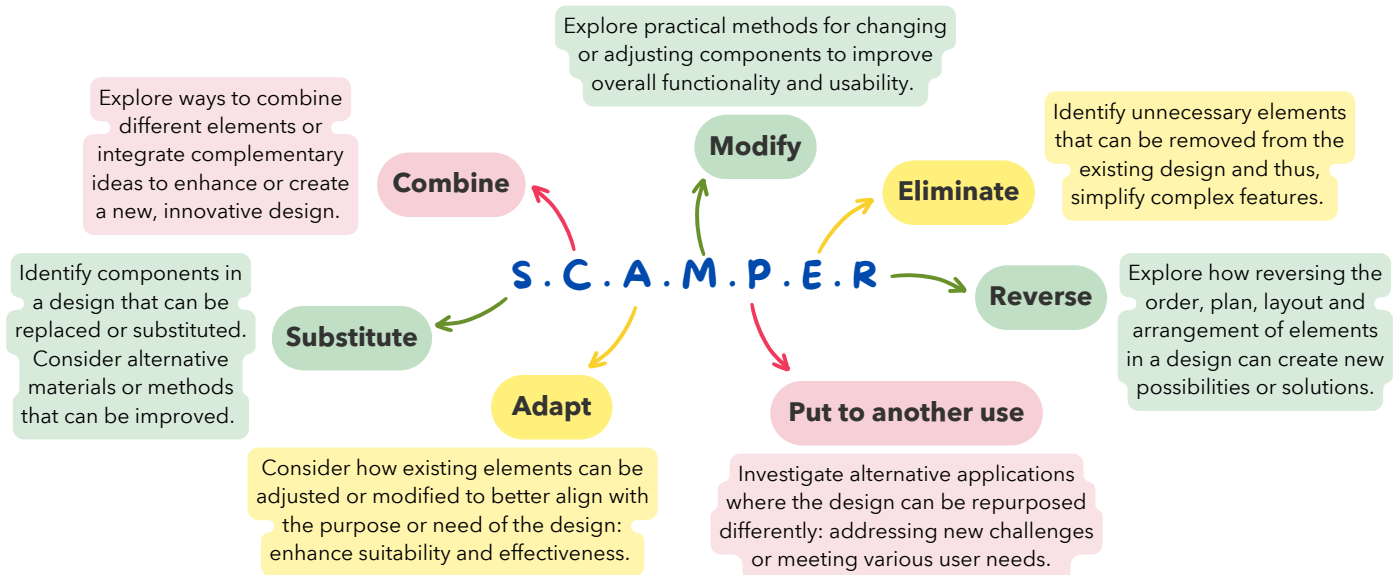 Explore practical methods for changing
or adjusting components to improve
overall functionality and usability.
Modify
Explore ways to combine
different elements or
integrate complementary
ideas to enhance or create
a new, innovative design.
Combine
Identify unnecessary elements
that can be removed from the
existing design and thus,
simplify complex features.
Eliminate
S.C.A.M.P.E.R
Identify components in
a design that can be
replaced or substituted.
Consider alternative
materials or methods
that can be improved.
Substitute
Reverse
Explore how reversing the
order, plan, layout and
arrangement of elements
in a design can create new
possibilities or solutions.
Adapt
Consider how existing elements can be
adjusted or modified to better align with
the purpose or need of the design:
enhance suitability and effectiveness.
Put to another use
Investigate alternative applications
where the design can be repurposed
differently: addressing new challenges
or meeting various user needs.